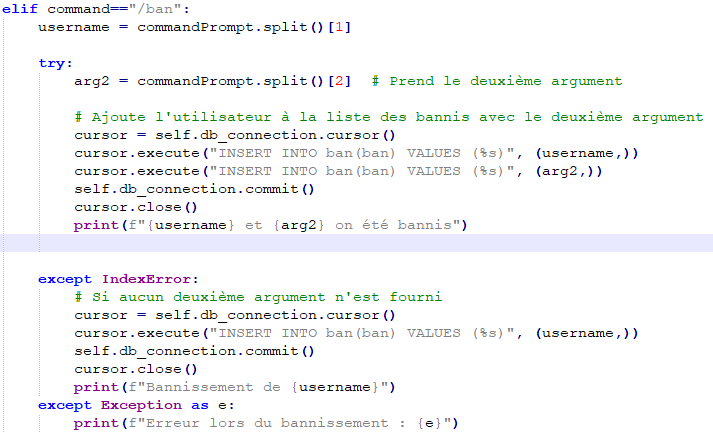 elif command=="/ban":
username = commandPrompt.split()[1]
try:
arg2 = commandPrompt.split()[2]  # Prend le deuxième argument
# Ajoute l'utilisateur à la liste des bannis avec le deuxième argument
cursor = self.db_connection.cursor()
cursor.execute("INSERT INTO ban(ban) VALUES (%s)", (username,))
cursor.execute("INSERT INTO ban(ban) VALUES (%s)", (arg2,))
self.db_connection.commit()
cursor.close()
print(f"{username} et {arg2} on été bannis")
except IndexError:
# Si aucun deuxième argument n'est fourni
cursor = self.db_connection.cursor()
cursor.execute("INSERT INTO ban(ban) VALUES (%s)", (username,))
self.db_connection.commit()
cursor.close()
print(f"Bannissement de {username}")
except Exception as e:
print(f"Erreur lors du bannissement : {e}")